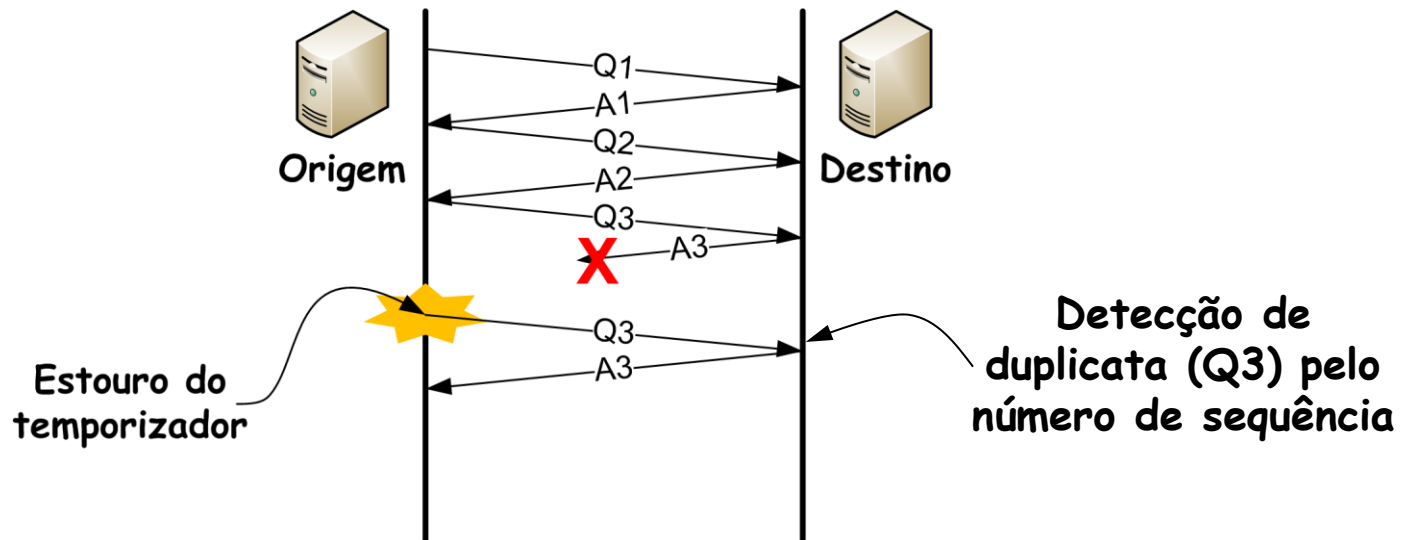 Q1
A1
Q2
A2
Q3
A3
X
Q3
A3
Origem
Destino
Estouro do
temporizador
Detecção de
duplicata (Q3) pelo
número de sequência